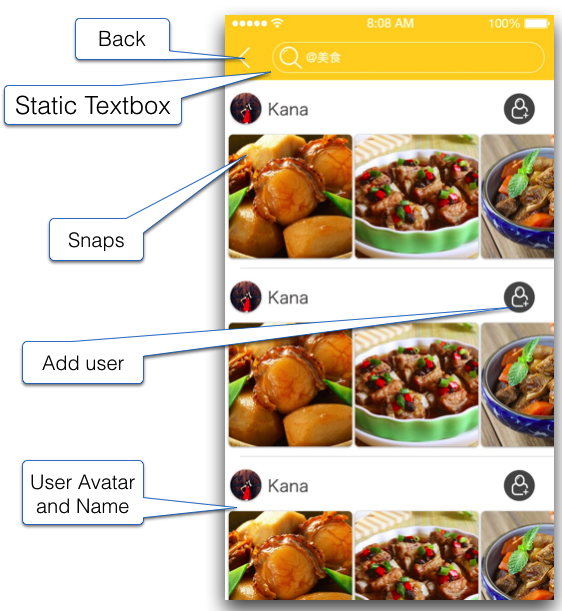 Back
8:08 AM
100%
@美食
Static Textbox
Kana
Snaps
Kana
Add user
User Avatar
and Name
Kana